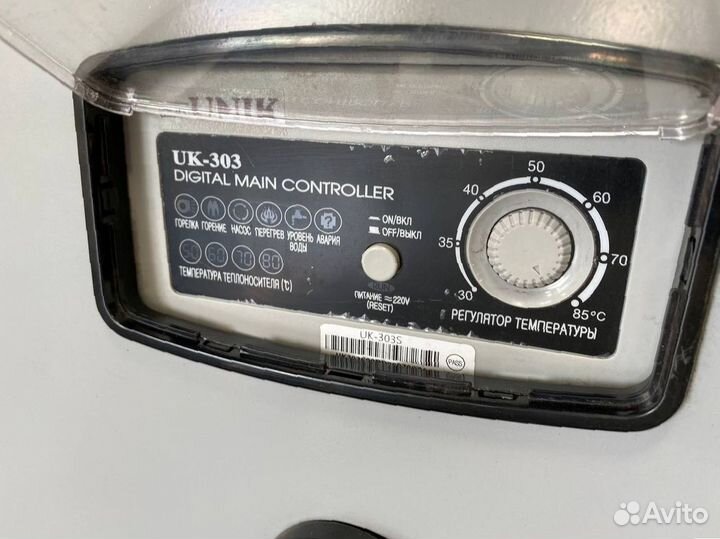 UNIK
UK-303
DIGITAL MAIN CONTROLLER
ГОРЕЛКА ГОРЕНИЕ НАСОС ПЕРЕГРЕВ УРОВЕНЬ ВОДЫ АВАРИЯ
50 60 70 80
ТЕМПЕРАТУРА ТЕПЛОНОСИТЕЛЯ (°C)
ON/ВКЛ
OFF/ВЫКЛ
RUN
ПИТАНИЕ ≈220V
(RESET)
30 35 40 50 60 70 85°C
РЕГУЛЯТОР ТЕМПЕРАТУРЫ
UK-303S
PASS
Avito